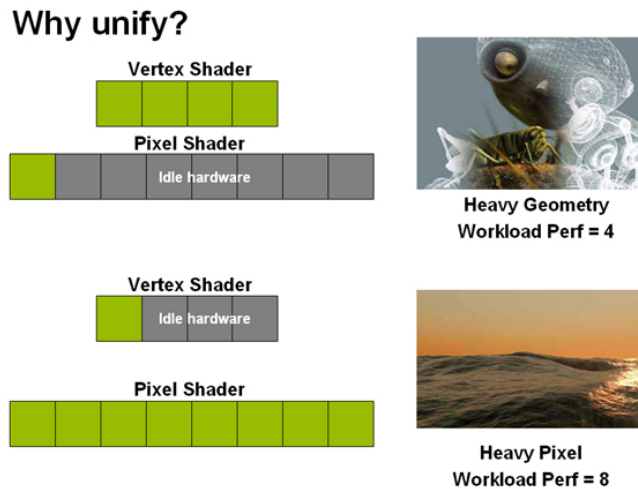 Why unify?
Vertex Shader
Pixel Shader
Idle hardware
Heavy Geometry
Workload Perf = 4
Vertex Shader
Idle hardware
Pixel Shader
Heavy Pixel
Workload Perf = 8